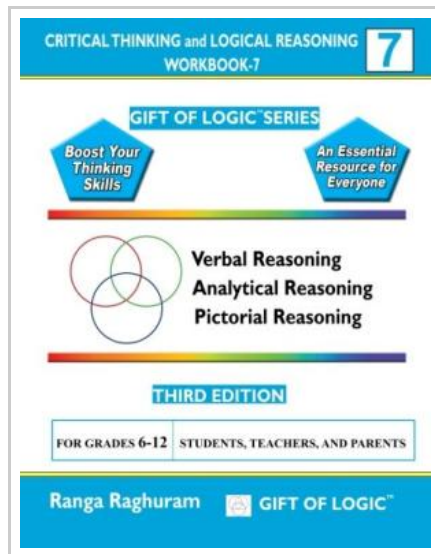 CRITICAL THINKING and LOGICAL REASONING
WORKBOOK-7
7
GIFT OF LOGIC™SERIES
Boost Your
Thinking
Skills
An Essential
Resource for
Everyone
Verbal Reasoning
Analytical Reasoning
Pictorial Reasoning
THIRD EDITION
FOR GRADES 6-12 STUDENTS, TEACHERS, AND PARENTS
Ranga Raghuram GIFT OF LOGIC™